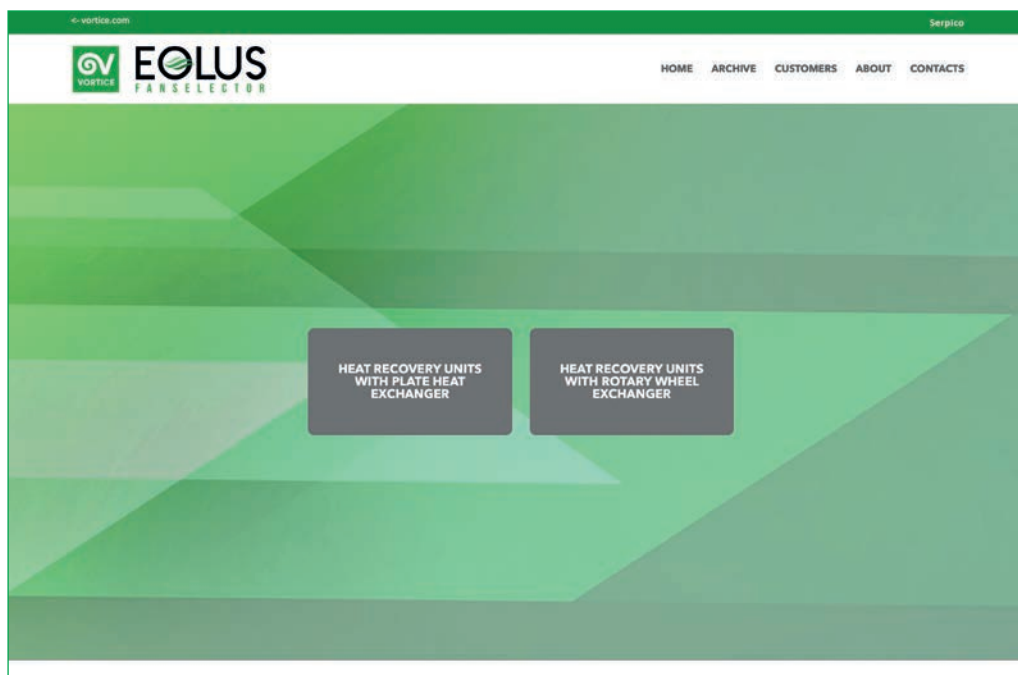 <- vortice.com
Serpico
VORTICE
EOLUS
FANSELECTOR
HOME ARCHIVE CUSTOMERS ABOUT CONTACTS
HEAT RECOVERY UNITS
WITH PLATE HEAT
EXCHANGER
HEAT RECOVERY UNITS
WITH ROTARY WHEEL
EXCHANGER